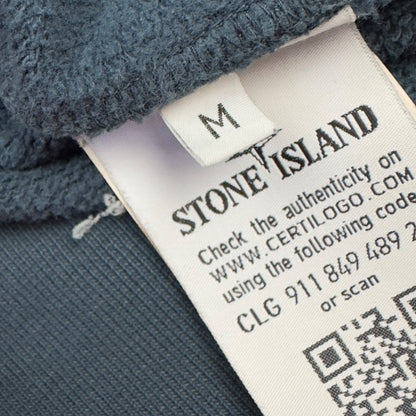 M
STONE ISLAND
Check the authenticity on
WWW.CERTILOGO.COM
using the following code
CLG 911 849 489 2
or scan